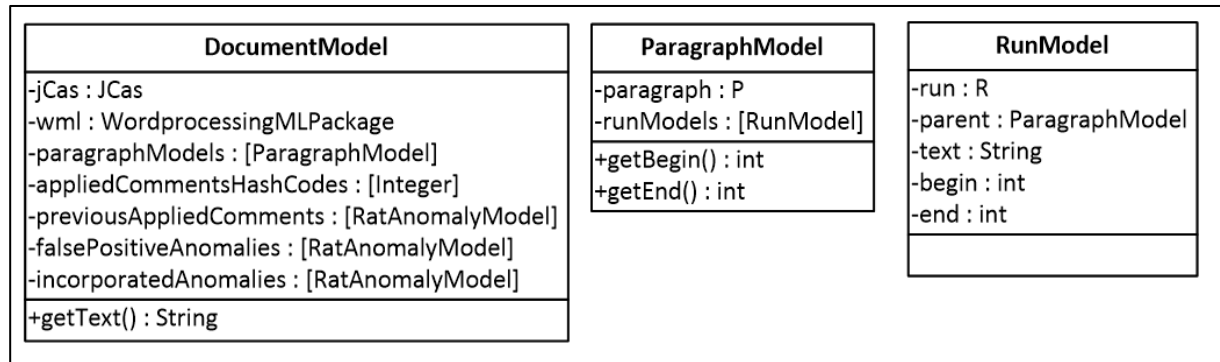 DocumentModel
-jCas : JCas
-wml : WordprocessingMLPackage
-paragraphModels : [ParagraphModel]
-appliedCommentsHashCodes : [Integer]
-previousAppliedComments : [RatAnomalyModel]
-falsePositiveAnomalies : [RatAnomalyModel]
-incorporatedAnomalies : [RatAnomalyModel]
+getText() : String
ParagraphModel
-paragraph : P
-runModels : [RunModel]
+getBegin() : int
+getEnd() : int
RunModel
-run : R
-parent : ParagraphModel
-text : String
-begin : int
-end : int